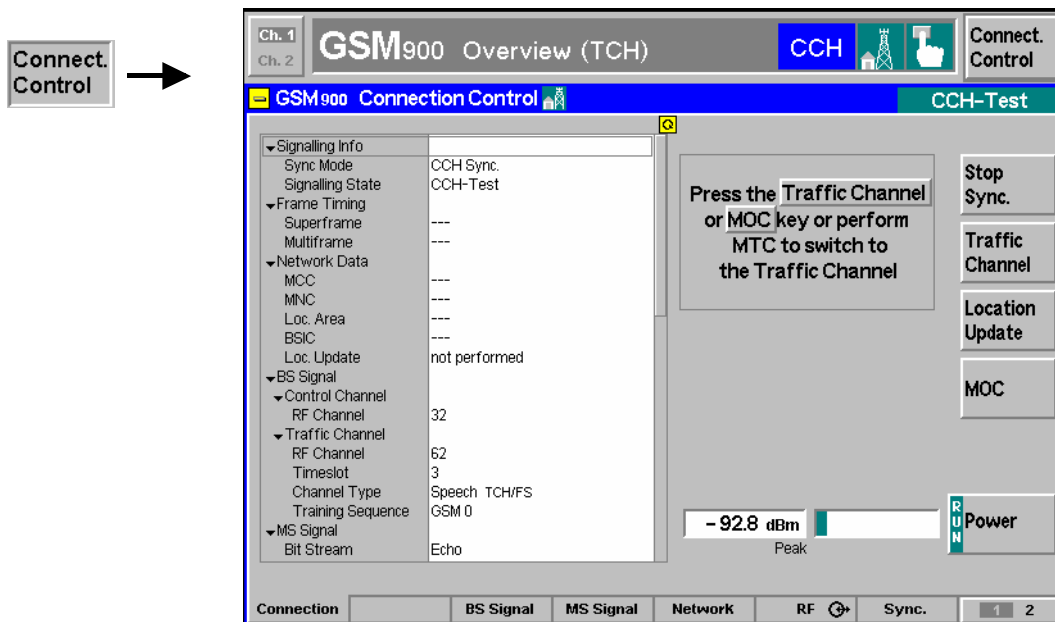 Connect.
Control
Ch. 1
Ch. 2
GSM900 Overview (TCH)
CCH
Connect.
Control
GSM900 Connection Control
CCH-Test
Signalling Info
Sync Mode CCH Sync.
Signalling State CCH-Test
Frame Timing
Superframe ---
Multiframe ---
Network Data
MCC ---
MNC ---
Loc. Area ---
BSIC ---
Loc. Update not performed
BS Signal
Control Channel
RF Channel 32
Traffic Channel
RF Channel 62
Timeslot 3
Channel Type Speech TCH/FS
Training Sequence GSM 0
MS Signal
Bit Stream Echo
Press the Traffic Channel
or MOC key or perform
MTC to switch to
the Traffic Channel
Stop
Sync.
Traffic
Channel
Location
Update
MOC
– 92.8 dBm
Peak
RUN
Power
Connection BS Signal MS Signal Network RF Sync. 1 2